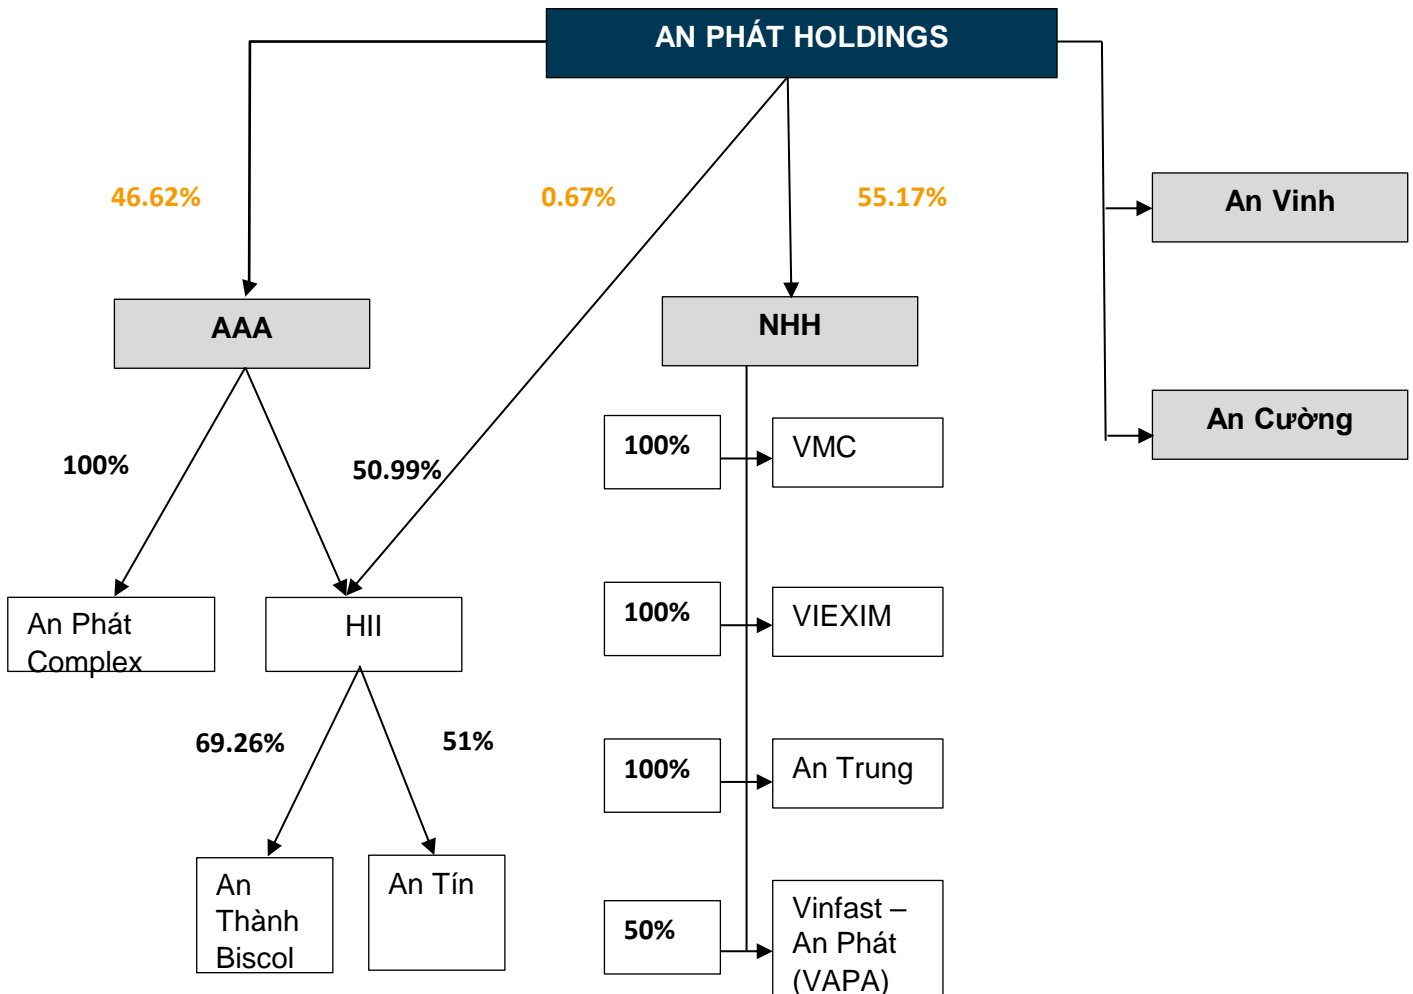 AN PHÁT HOLDINGS
46.62%
0.67%
55.17%
An Vinh
AAA
NHH
An Cường
100%
50.99%
100%
VMC
An Phát
Complex
HII
100%
VIEXIM
69.26%
51%
100%
An Trung
An
Thành
Biscol
An Tín
50%
Vinfast –
An Phát
(VAPA)